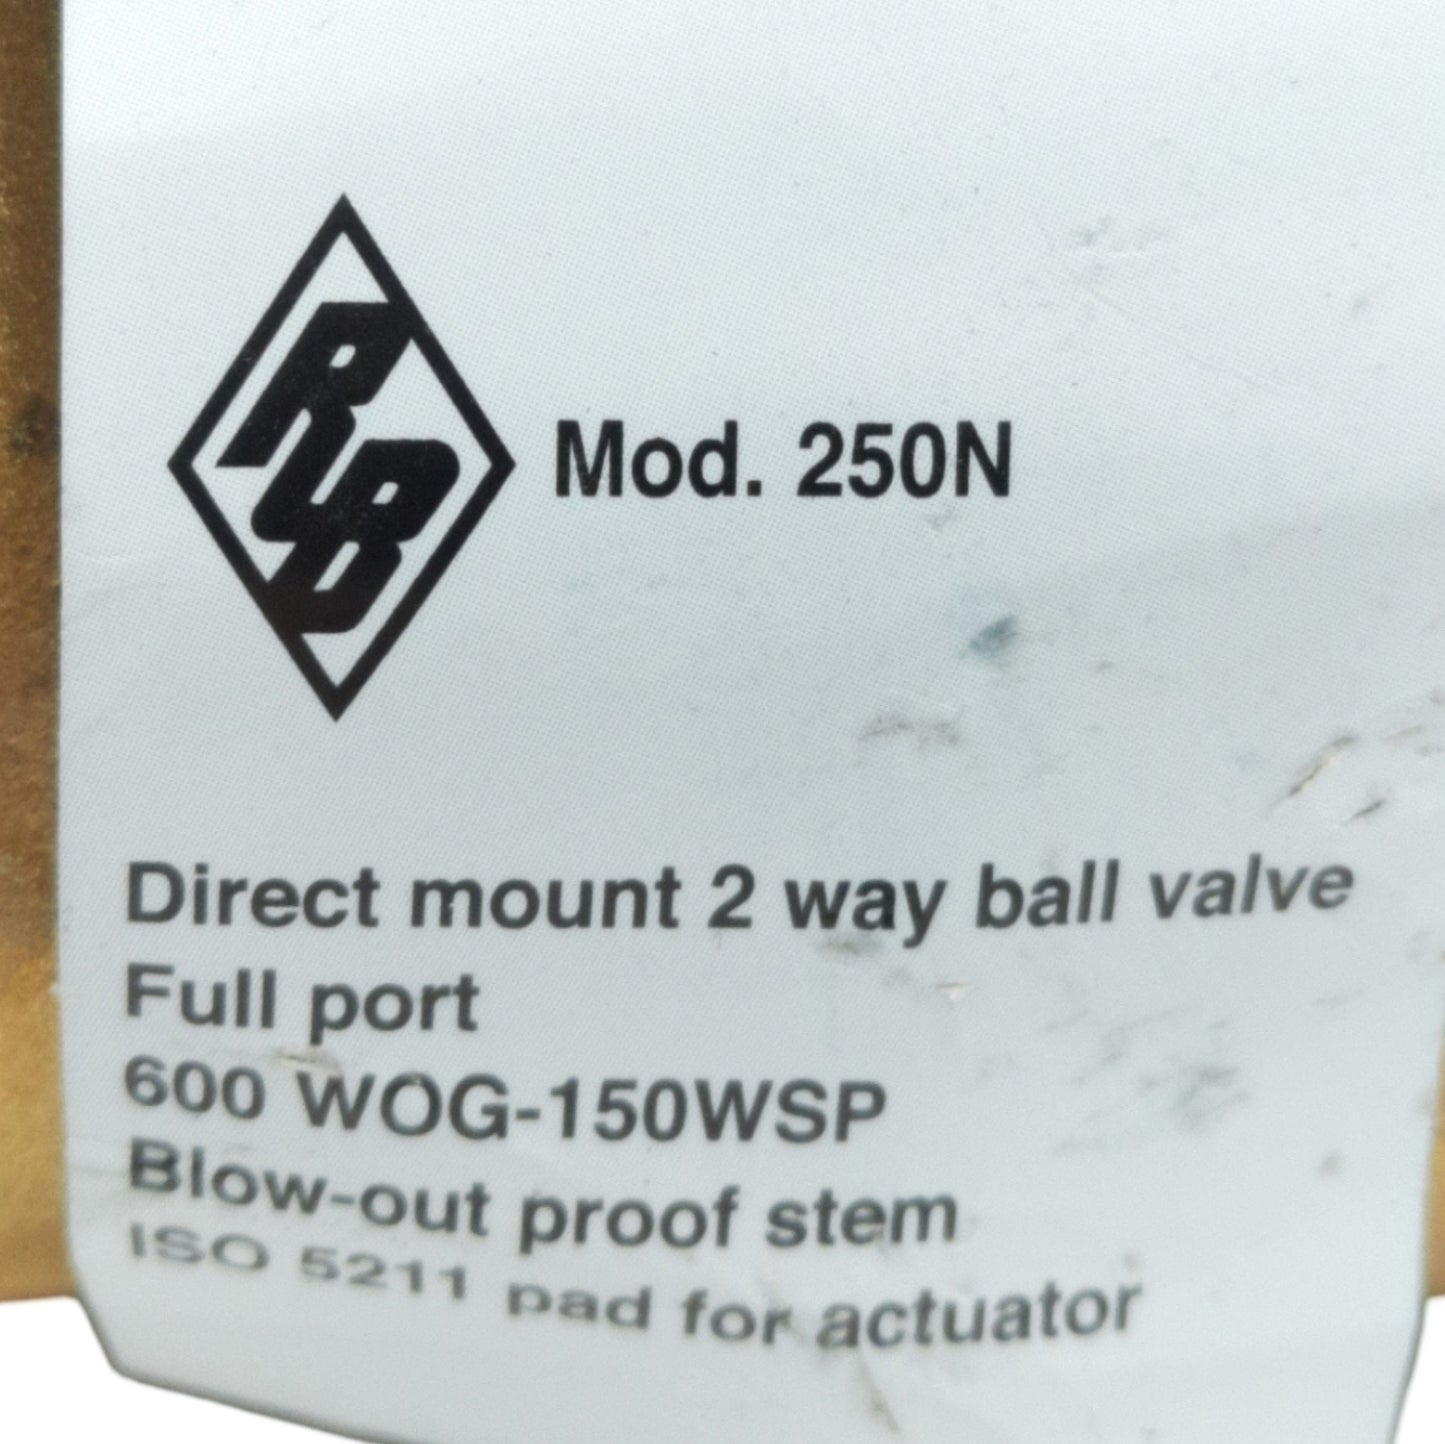 RuB
Mod. 250N
Direct mount 2 way ball valve
Full port
600 WOG-150WSP
Blow-out proof stem
ISO 5211 pad for actuator